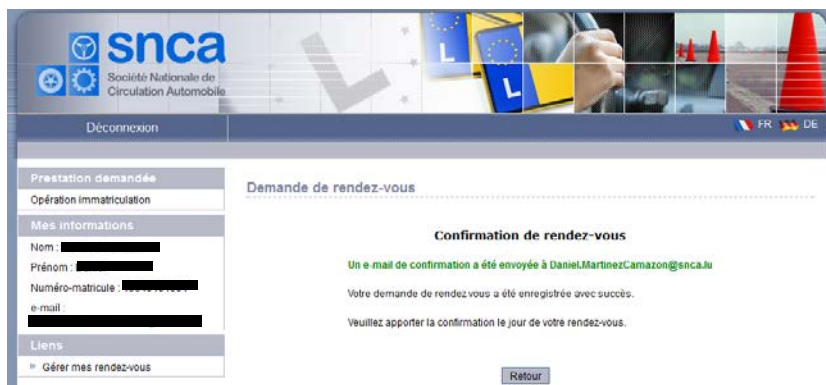 snca
Société Nationale de
Circulation Automobile
L
L
L
Déconnexion
FR DE
Prestation demandée
Opération immatriculation
Mes informations
Nom :
Prénom :
Numéro-matricule :
e-mail :
Liens
Gérer mes rendez-vous
Demande de rendez-vous
Confirmation de rendez-vous
Un e-mail de confirmation a été envoyée à Daniel.MartinezCamazon@snca.lu
Votre demande de rendez vous a été enregistrée avec succès.
Veuillez apporter la confirmation le jour de votre rendez-vous.
Retour